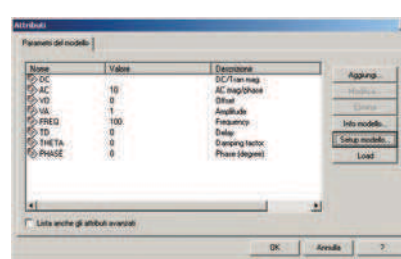 Attributi
Parametri del modello
Nome Valore Descrizione
DC DC/Tran mag.
AC 10 AC mag/phase
VO 0 Offset
VA 1 Amplitude
FREQ 100 Frequency
TD 0 Delay
THETA 0 Damping factor
PHASE 0 Phase (degree)
Aggiungi...
Modifica...
Elimina
Info modello...
Setup modello...
Load
Lista anche gli attributi avanzati
OK Annulla ?